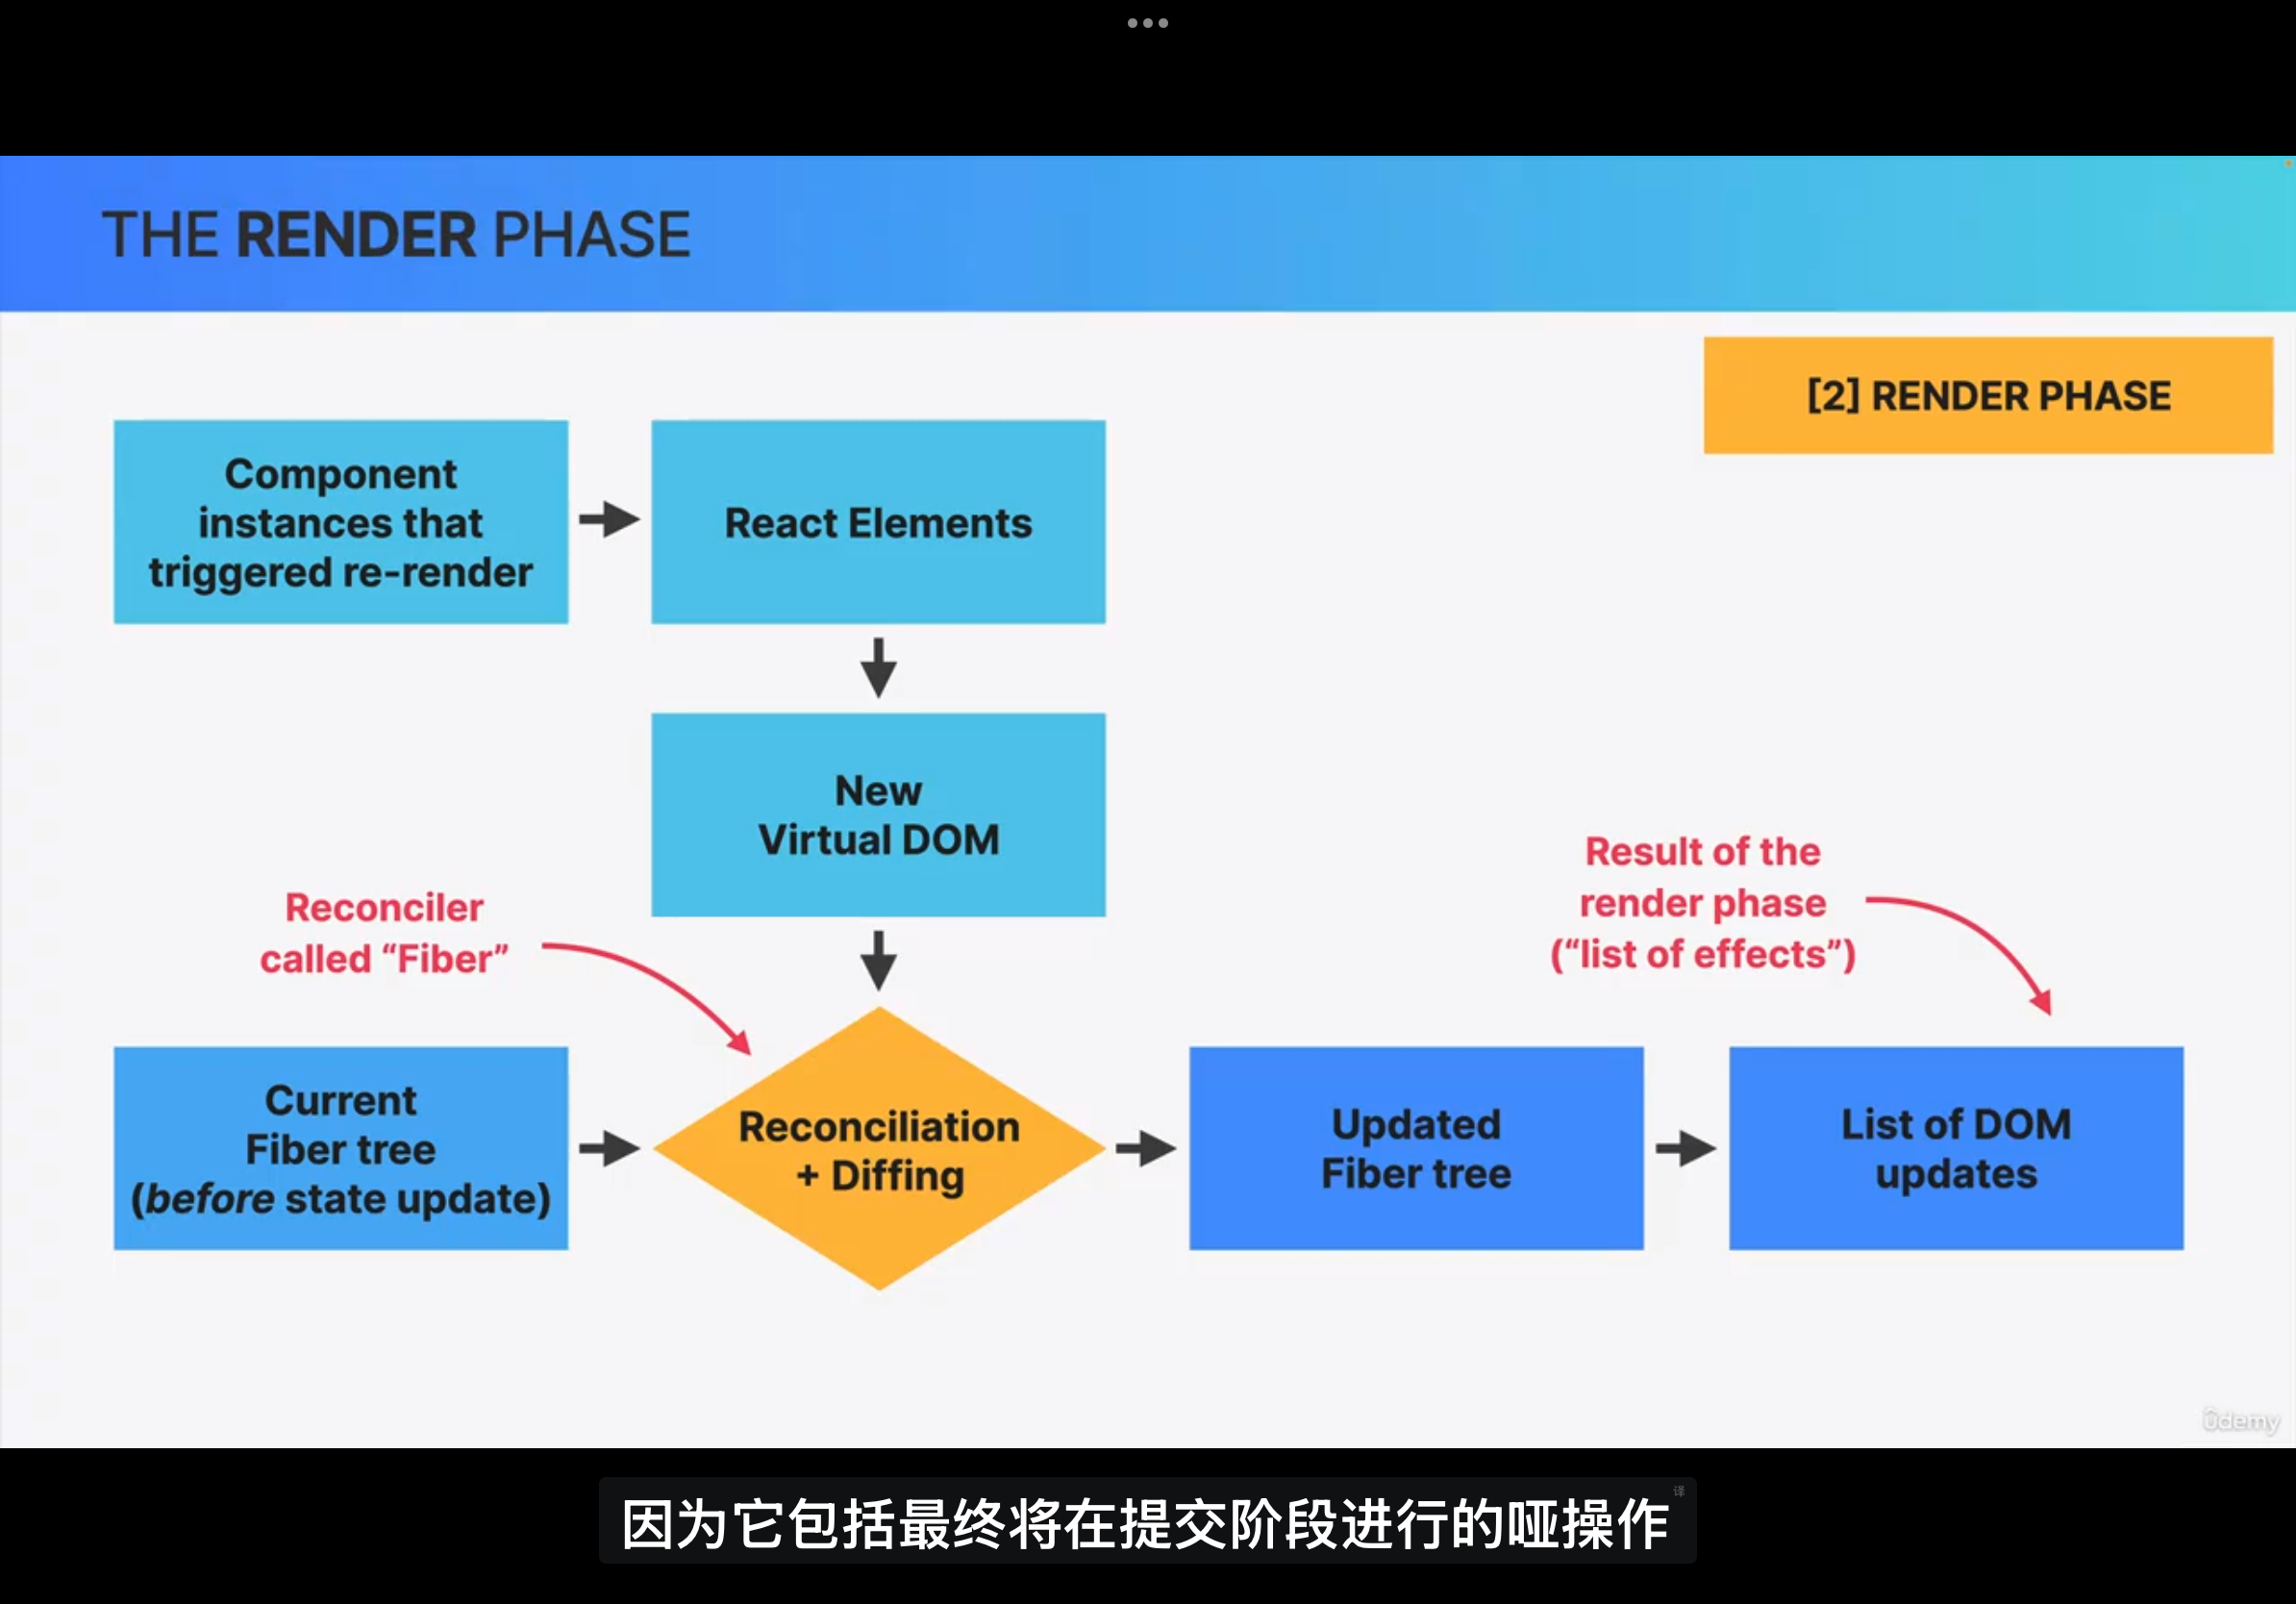 THE RENDER PHASE
[2] RENDER PHASE
Component
instances that
triggered re-render
React Elements
New
Virtual DOM
Reconciler
called “Fiber”
Result of the
render phase
(“list of effects”)
Current
Fiber tree
(before state update)
Reconciliation
+ Diffing
Updated
Fiber tree
List of DOM
updates
ûdemy
译
因为它包括最终将在提交阶段进行的哑操作